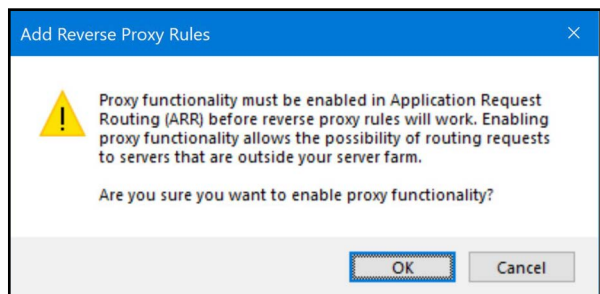 Add Reverse Proxy Rules
Proxy functionality must be enabled in Application Request
Routing (ARR) before reverse proxy rules will work. Enabling
proxy functionality allows the possibility of routing requests
to servers that are outside your server farm.
Are you sure you want to enable proxy functionality?
OK
Cancel